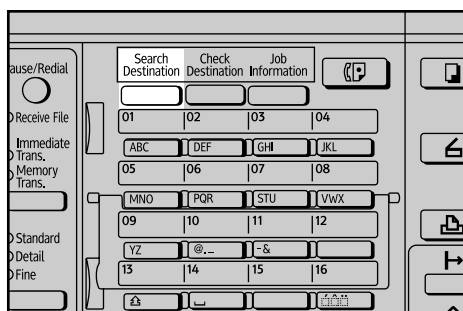 Search Destination
Check Destination
Job Information
ause/Redial
Receive File
Immediate
Trans.
Memory
Trans.
Standard
Detail
Fine
01 02 03 04
ABC DEF GHI JKL
05 06 07 08
MNO PQR STU VWX
09 10 11 12
YZ @._ -&
13 14 15 16
´^¨